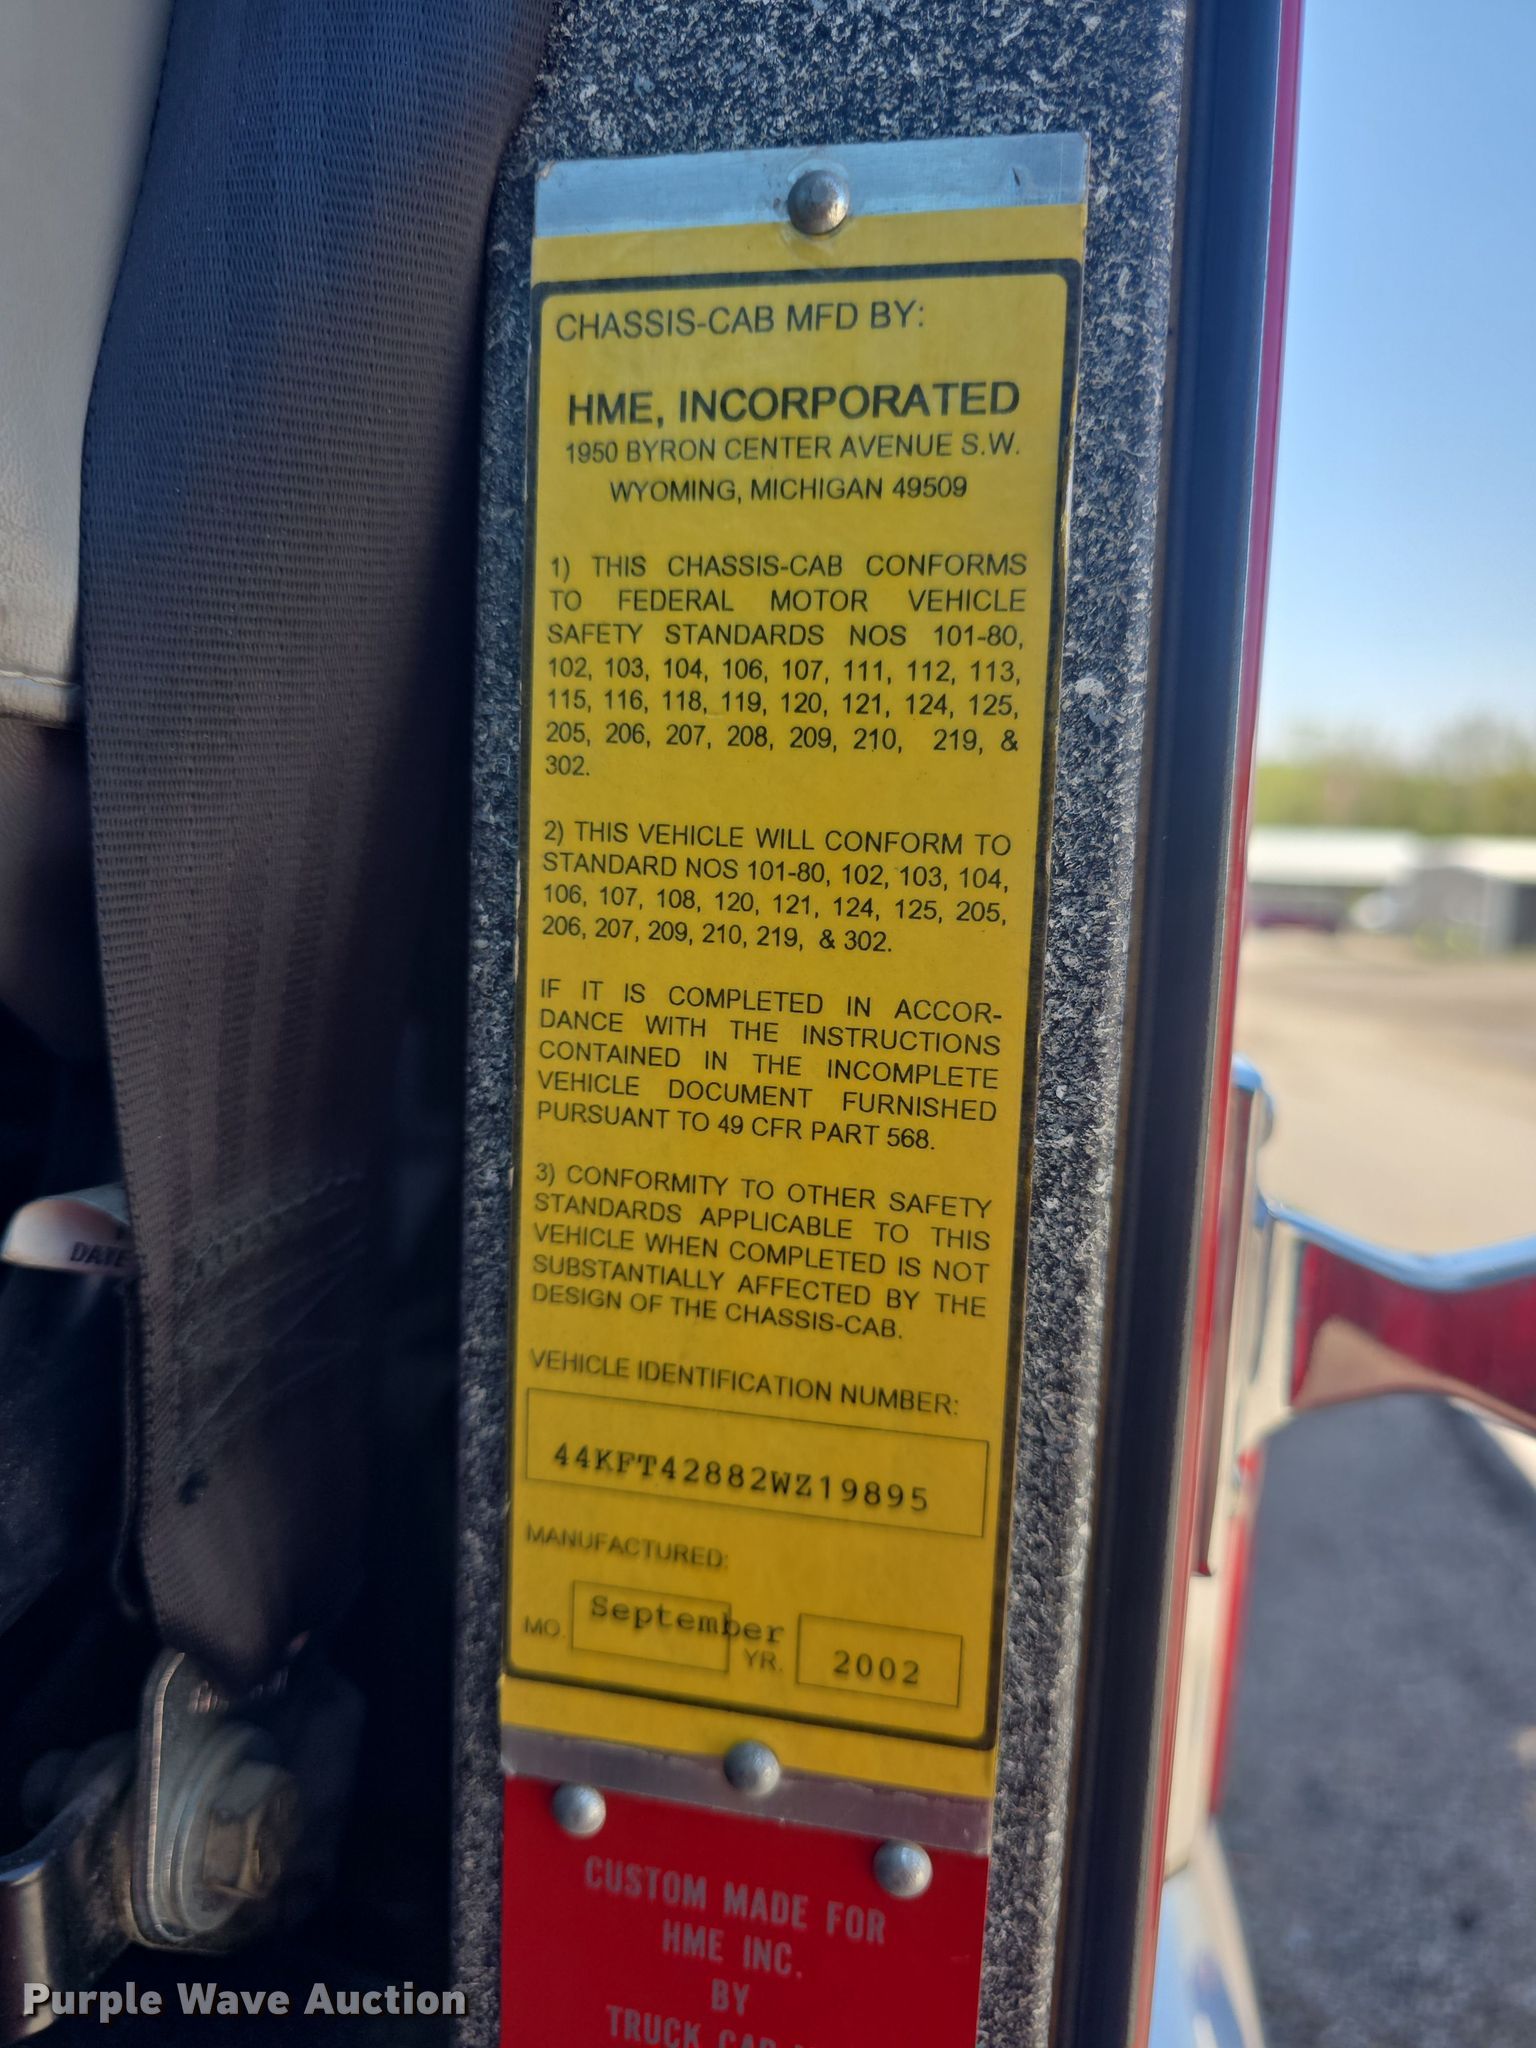 CHASSIS-CAB MFD BY:
HME, INCORPORATED
1950 BYRON CENTER AVENUE S.W.
WYOMING, MICHIGAN 49509
1) THIS CHASSIS-CAB CONFORMS
TO FEDERAL MOTOR VEHICLE
SAFETY STANDARDS NOS 101-80,
102, 103, 104, 106, 107, 111, 112, 113,
115, 116, 118, 119, 120, 121, 124, 125,
205, 206, 207, 208, 209, 210, 219, &
302.
2) THIS VEHICLE WILL CONFORM TO
STANDARD NOS 101-80, 102, 103, 104,
106, 107, 108, 120, 121, 124, 125, 205,
206, 207, 209, 210, 219, & 302.
IF IT IS COMPLETED IN ACCOR-
DANCE WITH THE INSTRUCTIONS
CONTAINED IN THE INCOMPLETE
VEHICLE DOCUMENT FURNISHED
PURSUANT TO 49 CFR PART 568.
3) CONFORMITY TO OTHER SAFETY
STANDARDS APPLICABLE TO THIS
VEHICLE WHEN COMPLETED IS NOT
SUBSTANTIALLY AFFECTED BY THE
DESIGN OF THE CHASSIS-CAB.
VEHICLE IDENTIFICATION NUMBER:
44KFT42882WZ19895
MANUFACTURED:
MO. September YR. 2002
CUSTOM MADE FOR
HME INC.
BY
TRUCK CAB
DATE
Purple Wave Auction